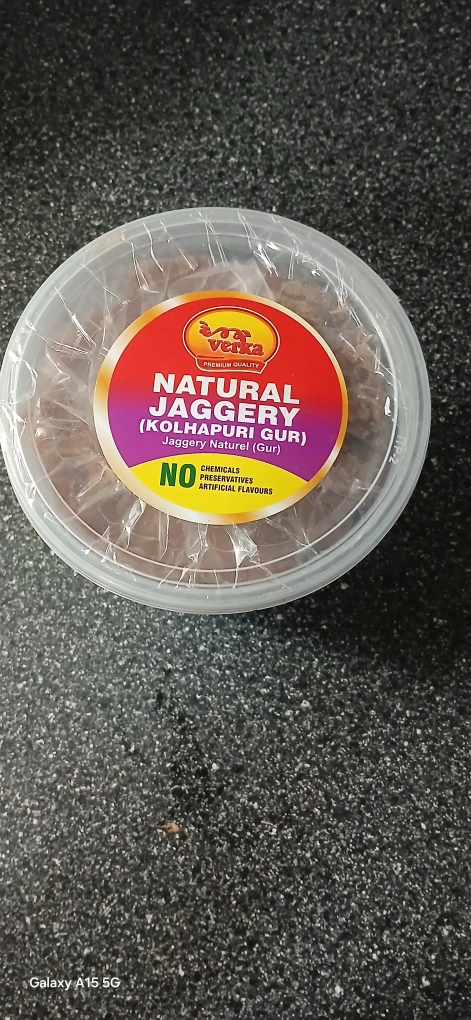 verka
PREMIUM QUALITY
NATURAL
JAGGERY
(KOLHAPURI GUR)
Jaggery Naturel (Gur)
NO CHEMICALS
PRESERVATIVES
ARTIFICIAL FLAVOURS
Galaxy A15 5G